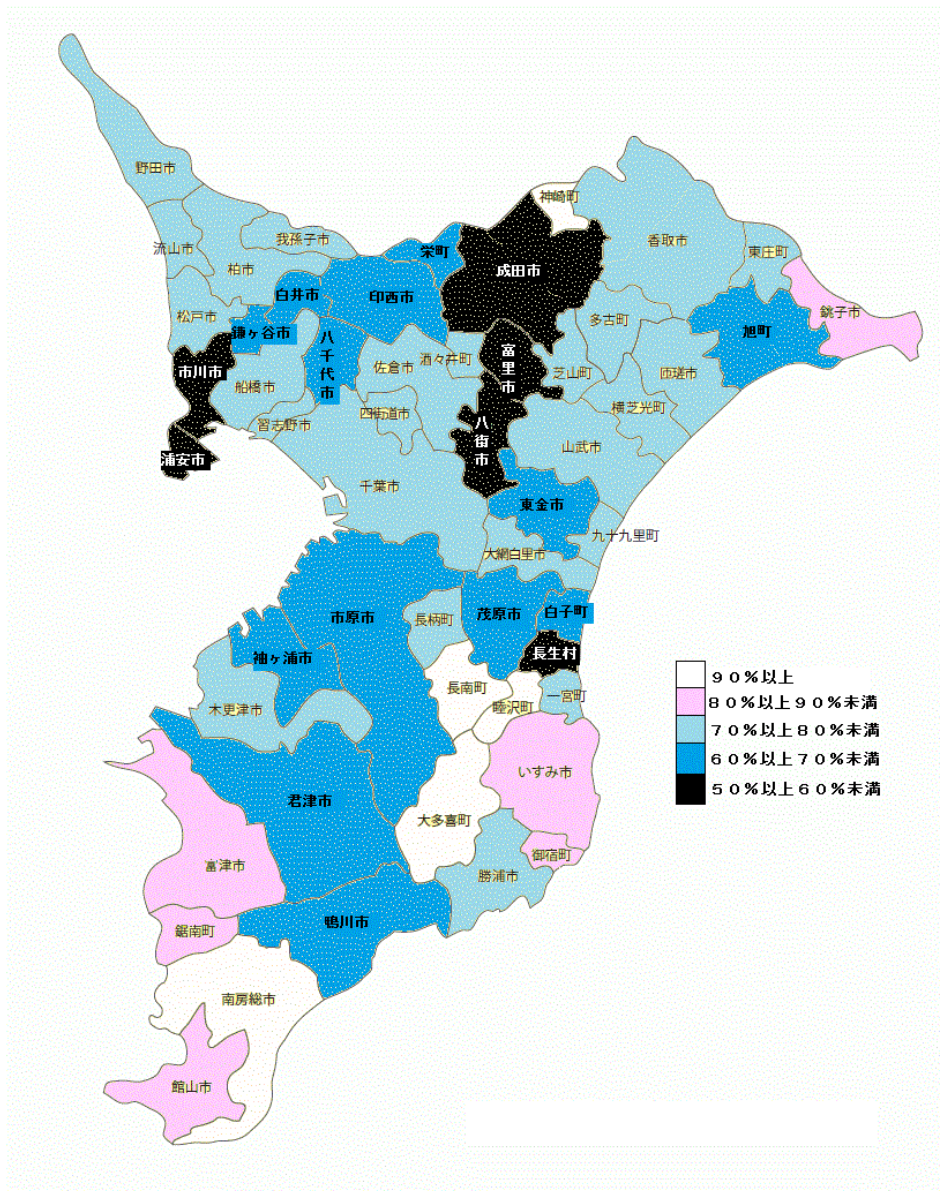 野田市
神崎町
流山市
我孫子市
柏市
栄町
成田市
香取市
東庄町
白井市
印西市
銚子市
松戸市
鎌ヶ谷市
八千代市
多古町
旭町
市川市
船橋市
佐倉市
酒々井町
富里市
芝山町
匝瑳市
習志野市
四街道市
八街市
横芝光町
浦安市
山武市
千葉市
東金市
九十九里町
大網白里市
市原市
長柄町
茂原市
白子町
袖ヶ浦市
長生村
木更津市
長南町
睦沢町
一宮町
９０％以上
８０％以上９０％未満
７０％以上８０％未満
６０％以上７０％未満
５０％以上６０％未満
いすみ市
君津市
大多喜町
富津市
御宿町
勝浦市
鋸南町
鴨川市
南房総市
館山市